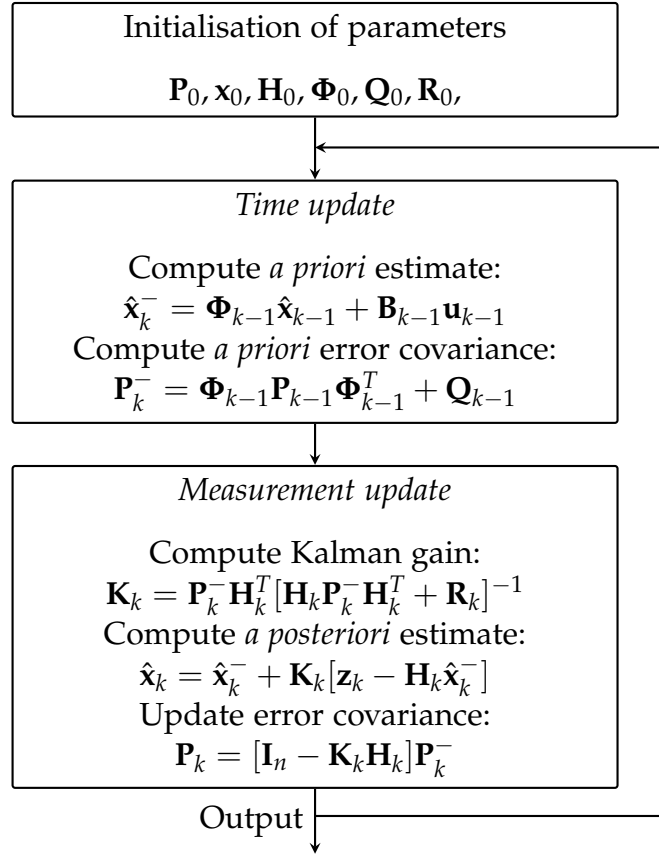 Initialisation of parameters
P₀, x₀, H₀, Φ₀, Q₀, R₀,
Time update
Compute a priori estimate:
x̂ₖ⁻ = Φₖ₋₁x̂ₖ₋₁ + Bₖ₋₁uₖ₋₁
Compute a priori error covariance:
Pₖ⁻ = Φₖ₋₁Pₖ₋₁Φₖ₋₁ᵀ + Qₖ₋₁
Measurement update
Compute Kalman gain:
Kₖ = Pₖ⁻Hₖᵀ[HₖPₖ⁻Hₖᵀ + Rₖ]⁻¹
Compute a posteriori estimate:
x̂ₖ = x̂ₖ⁻ + Kₖ[zₖ − Hₖx̂ₖ⁻]
Update error covariance:
Pₖ = [Iₙ − KₖHₖ]Pₖ⁻
Output